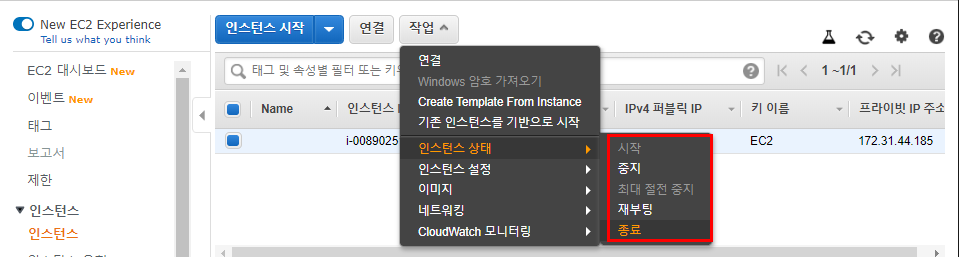 New EC2 Experience
Tell us what you think
EC2 대시보드 New
이벤트 New
태그
보고서
제한
인스턴스
인스턴스
인스턴스 시작
연결
작업
연결
Windows 암호 가져오기
Create Template From Instance
기존 인스턴스를 기반으로 시작
인스턴스 상태
인스턴스 설정
이미지
네트워킹
CloudWatch 모니터링
시작
중지
최대 절전 중지
재부팅
종료
태그 및 속성별 필터 또는 키워
1 ~1/1
Name
인스턴스
IPv4 퍼블릭 IP
키 이름
프라이빗 IP 주소
i-0089025
EC2
172.31.44.185